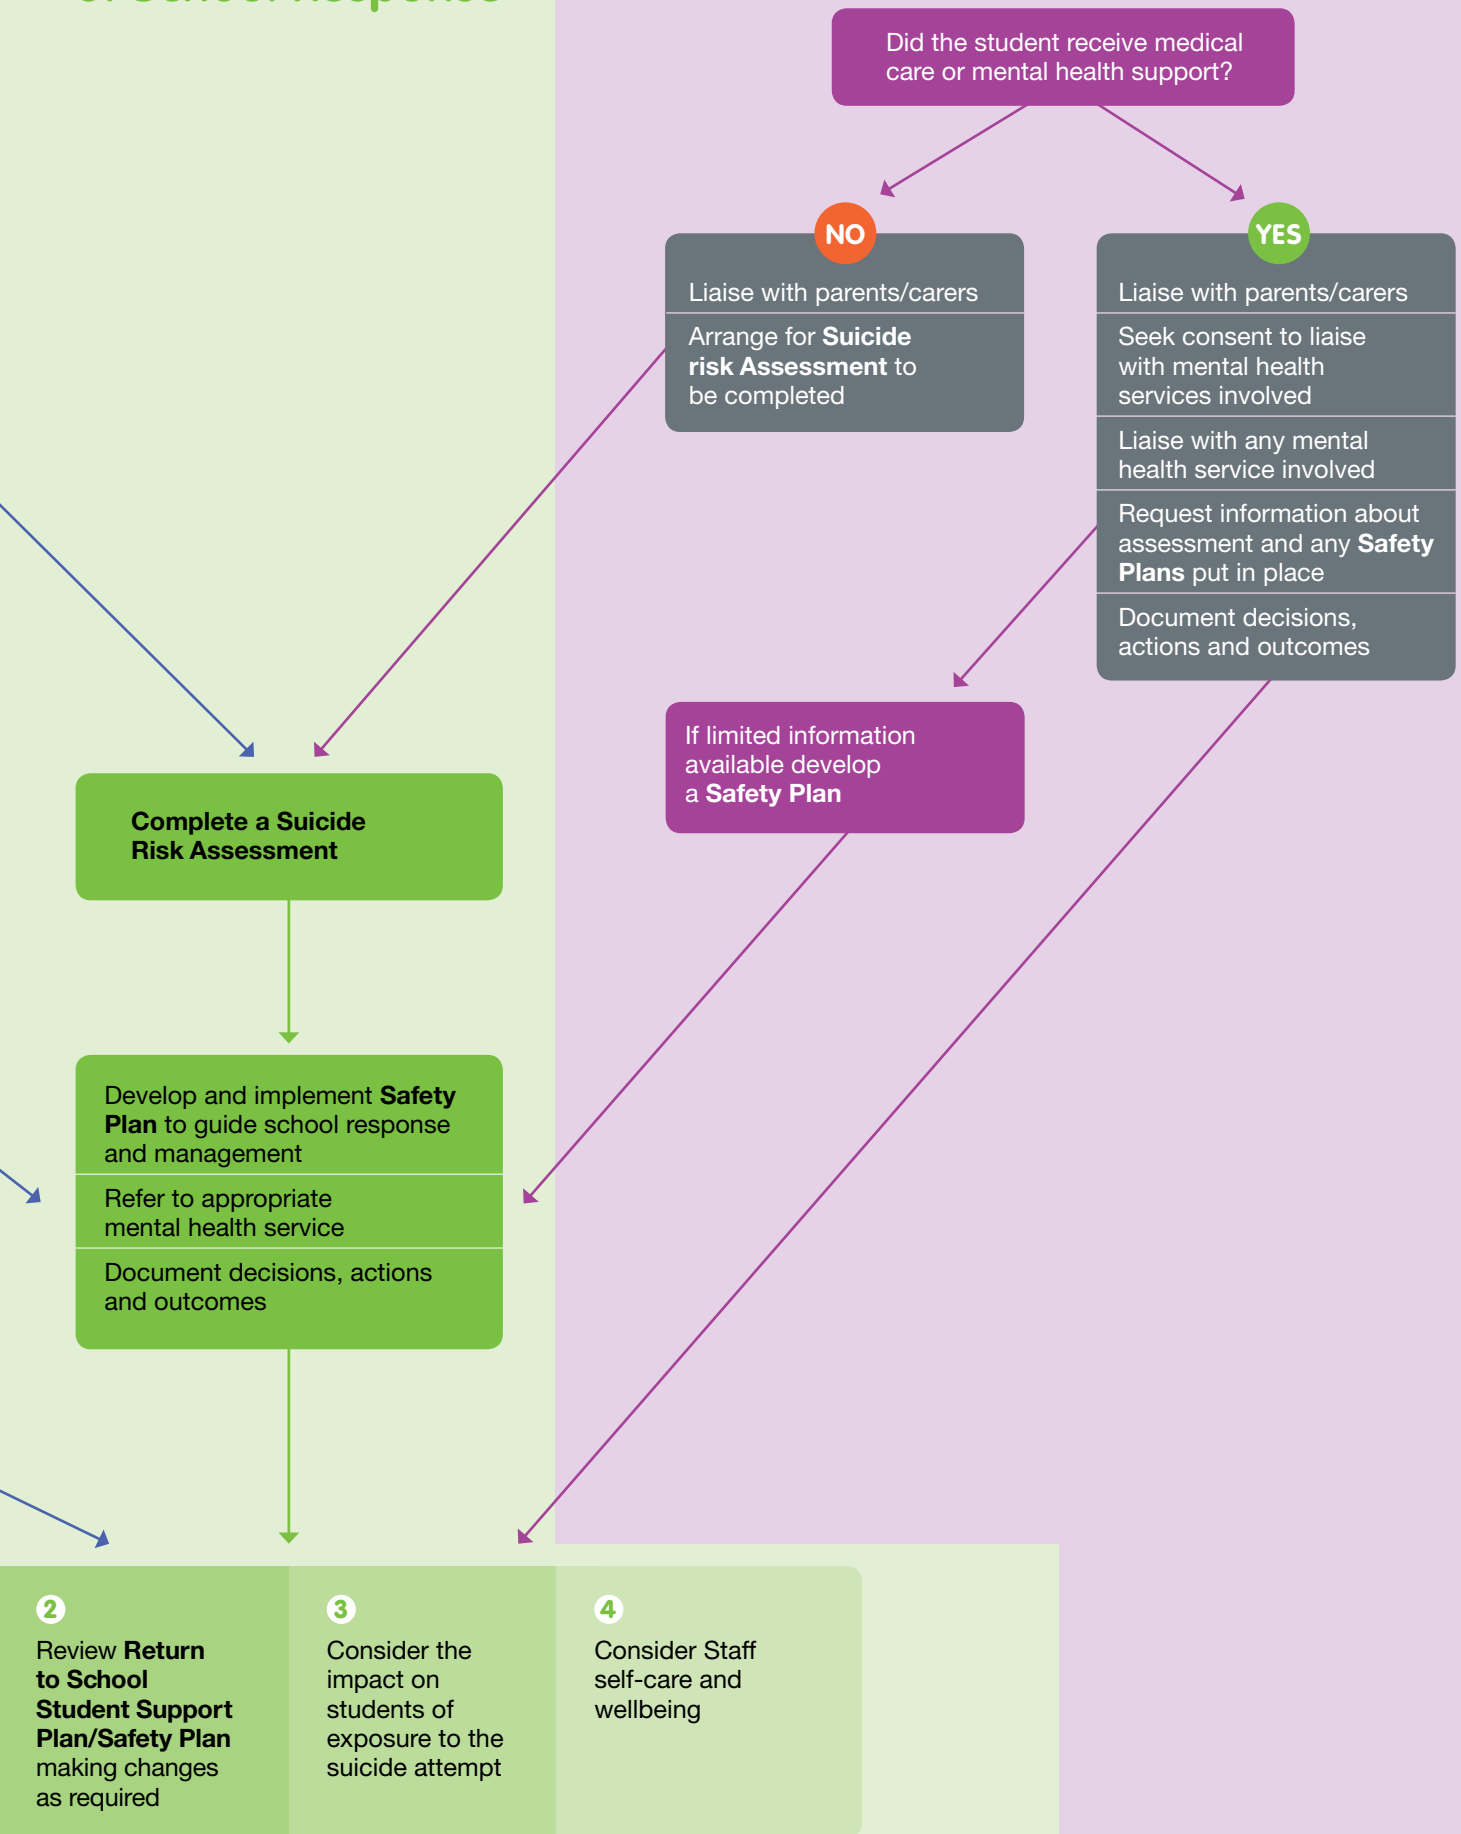 of School Response
Did the student receive medical
care or mental health support?
NO
Liaise with parents/carers
Arrange for Suicide
risk Assessment to
be completed
YES
Liaise with parents/carers
Seek consent to liaise
with mental health
services involved
Liaise with any mental
health service involved
Request information about
assessment and any Safety
Plans put in place
Document decisions,
actions and outcomes
If limited information
available develop
a Safety Plan
Complete a Suicide
Risk Assessment
Develop and implement Safety
Plan to guide school response
and management
Refer to appropriate
mental health service
Document decisions, actions
and outcomes
2
Review Return
to School
Student Support
Plan/Safety Plan
making changes
as required
3
Consider the
impact on
students of
exposure to the
suicide attempt
4
Consider Staff
self-care and
wellbeing